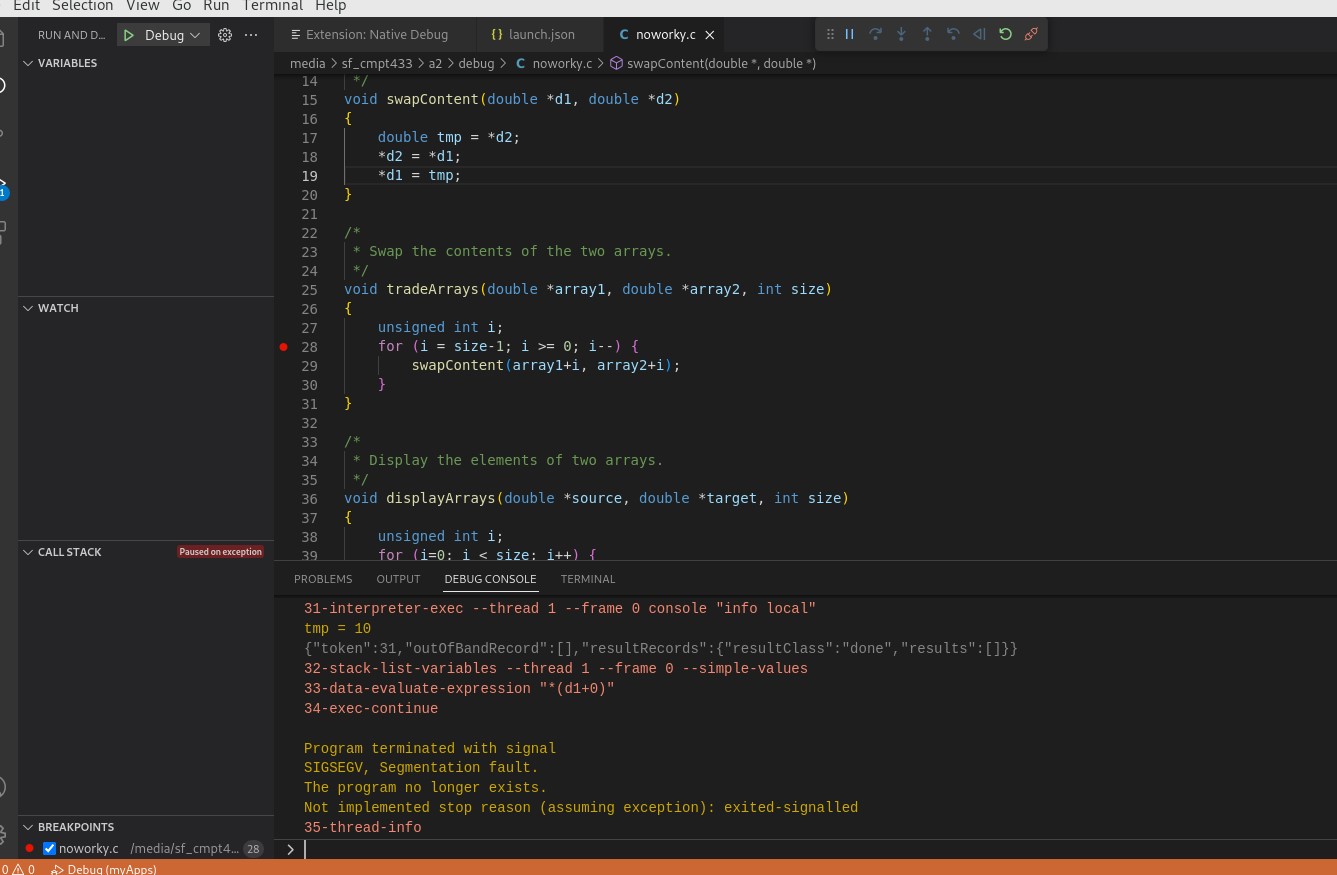 Edit Selection View Go Run Terminal Help
RUN AND D... Debug ...
Extension: Native Debug {} launch.json C noworky.c
media > sf_cmpt433 > a2 > debug > C noworky.c > swapContent(double *, double *)
VARIABLES
WATCH
CALL STACK Paused on exception
BREAKPOINTS
noworky.c /media/sf_cmpt4... 28
1
14 */
15 void swapContent(double *d1, double *d2)
16 {
17 double tmp = *d2;
18 *d2 = *d1;
19 *d1 = tmp;
20 }
21
22 /*
23 * Swap the contents of the two arrays.
24 */
25 void tradeArrays(double *array1, double *array2, int size)
26 {
27 unsigned int i;
28 for (i = size-1; i >= 0; i--) {
29 swapContent(array1+i, array2+i);
30 }
31 }
32
33 /*
34 * Display the elements of two arrays.
35 */
36 void displayArrays(double *source, double *target, int size)
37 {
38 unsigned int i;
39 for (i=0; i < size; i++) {
PROBLEMS OUTPUT DEBUG CONSOLE TERMINAL
31-interpreter-exec --thread 1 --frame 0 console "info local"
tmp = 10
{"token":31,"outOfBandRecord":[],"resultRecords":{"resultClass":"done","results":[]}}
32-stack-list-variables --thread 1 --frame 0 --simple-values
33-data-evaluate-expression "*(d1+0)"
34-exec-continue
Program terminated with signal
SIGSEGV, Segmentation fault.
The program no longer exists.
Not implemented stop reason (assuming exception): exited-signalled
35-thread-info
>
0 0 Debug (myApps)